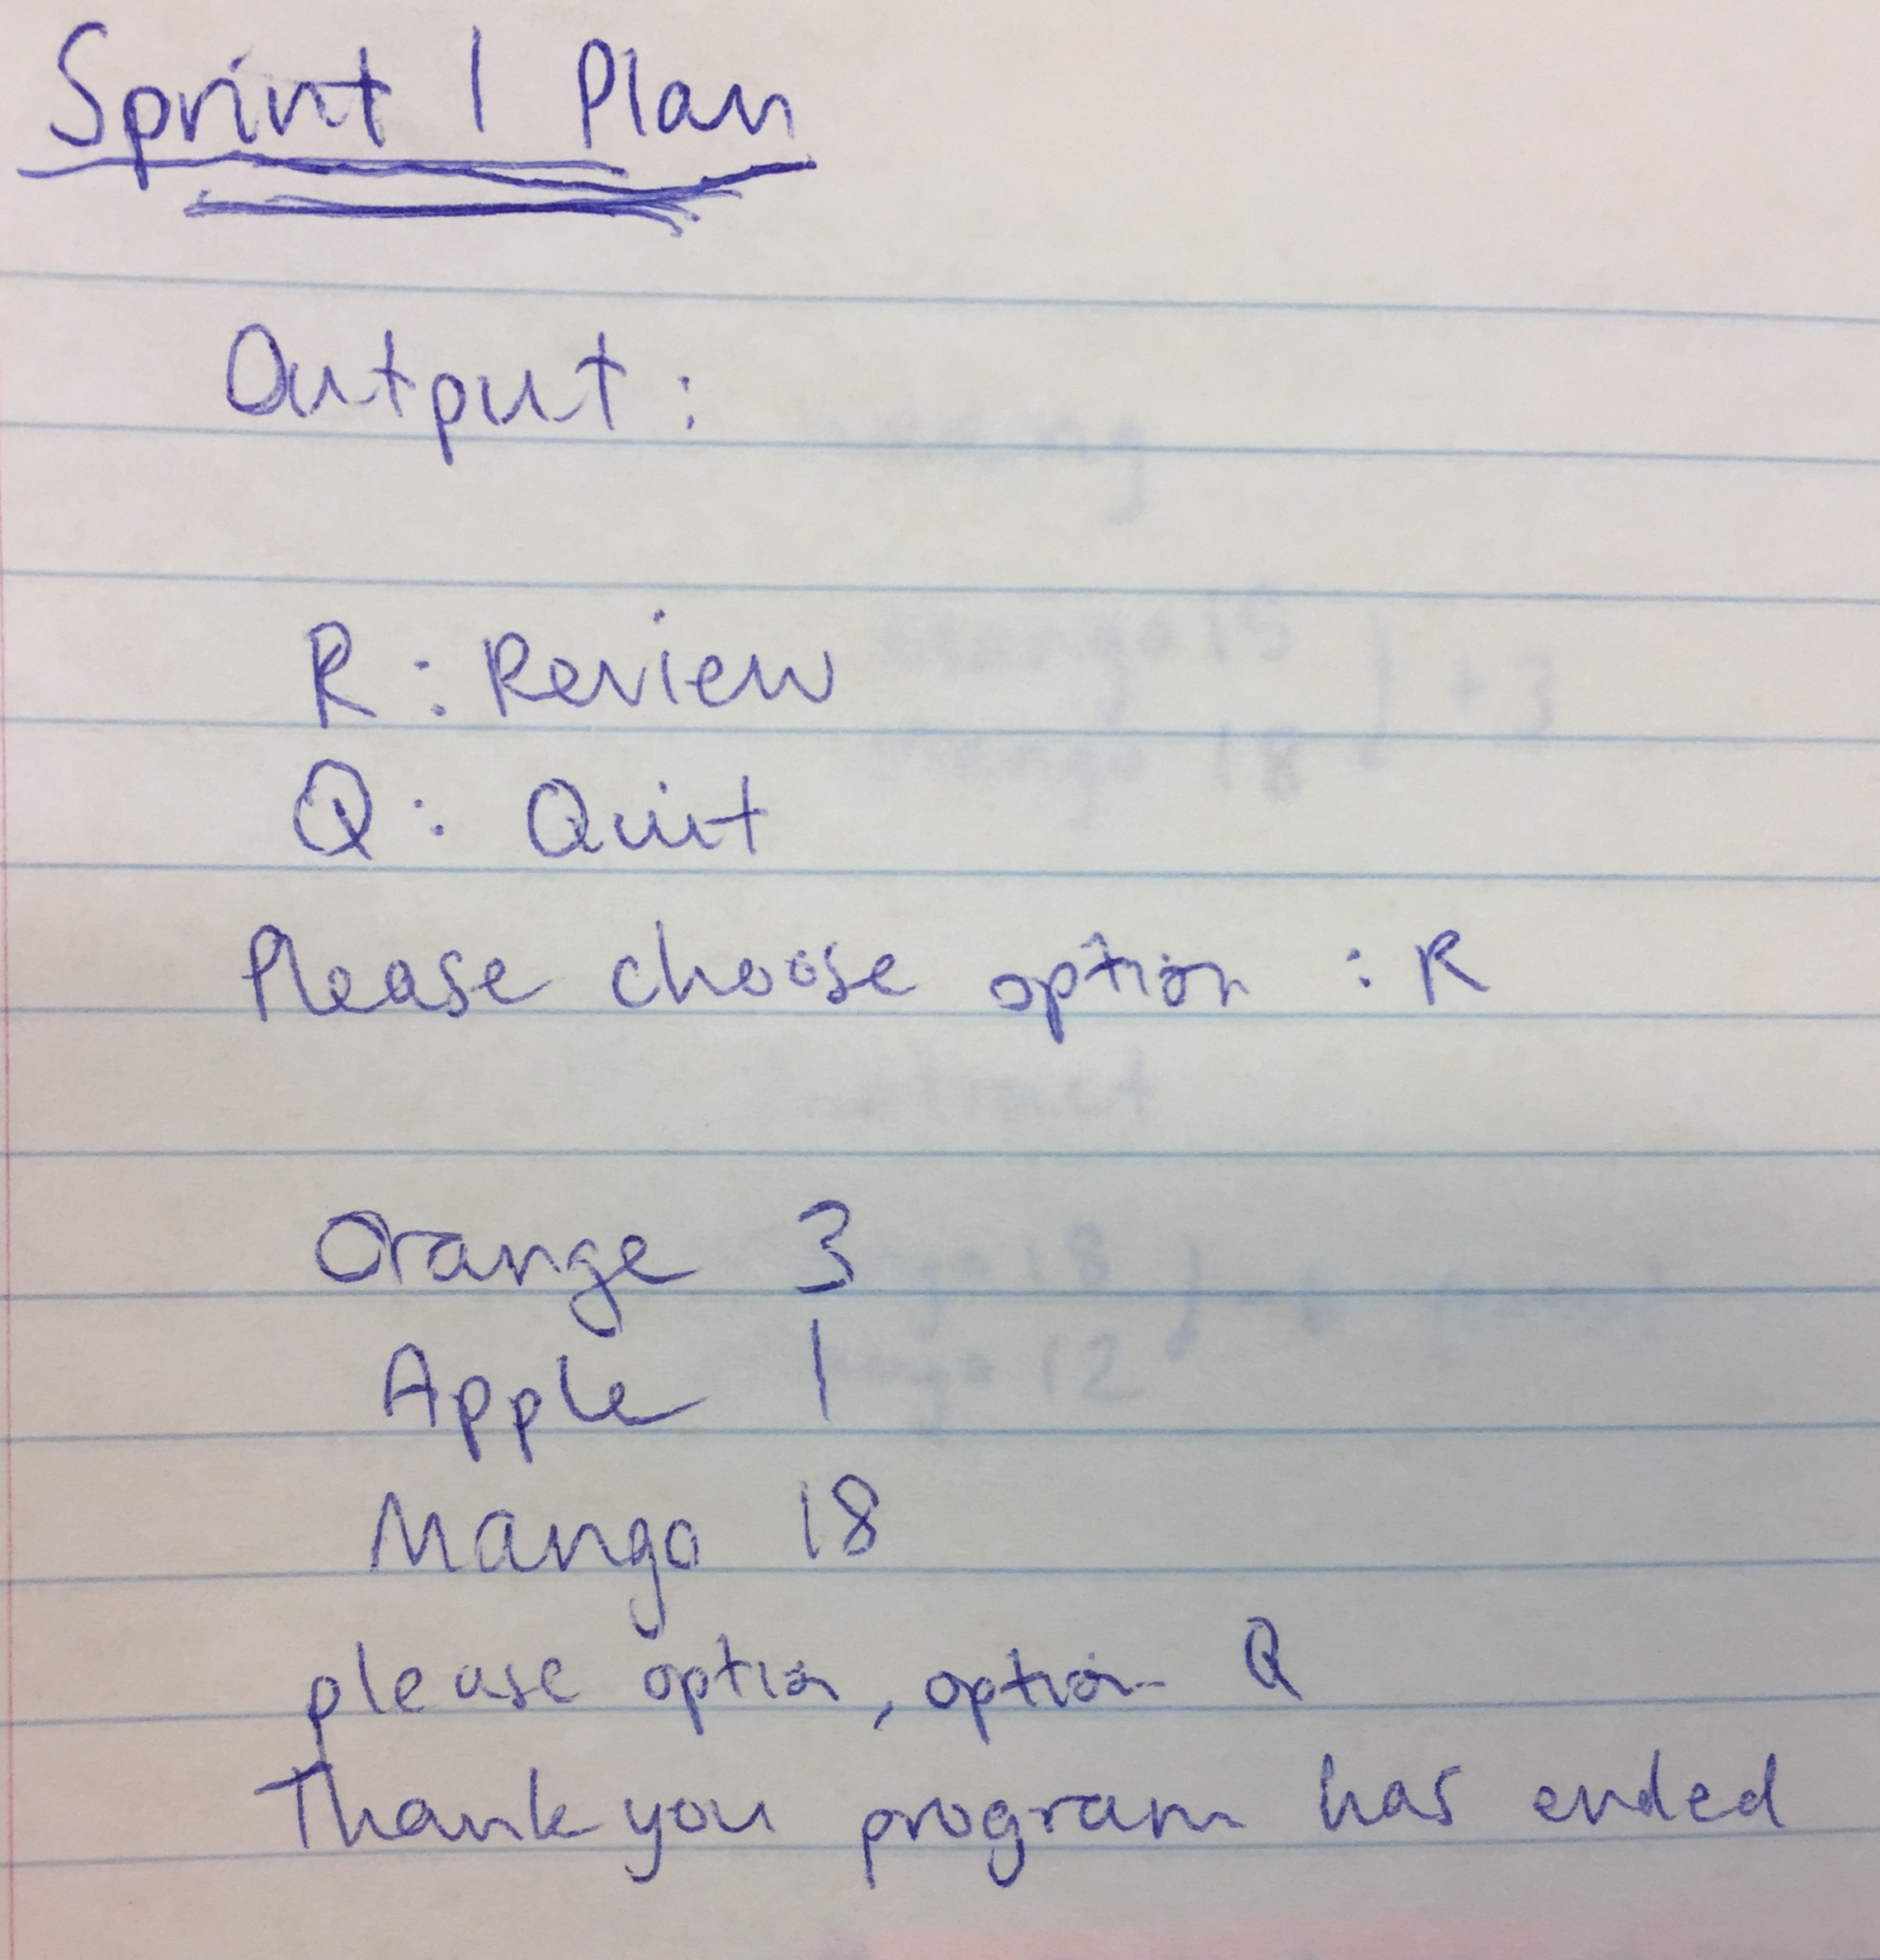 Sprint 1 Plan
Output:
R: Review
Q: Quit
Please choose option : R
Orange 3
Apple 1
Mango 18
please option, option Q
Thank you program has ended